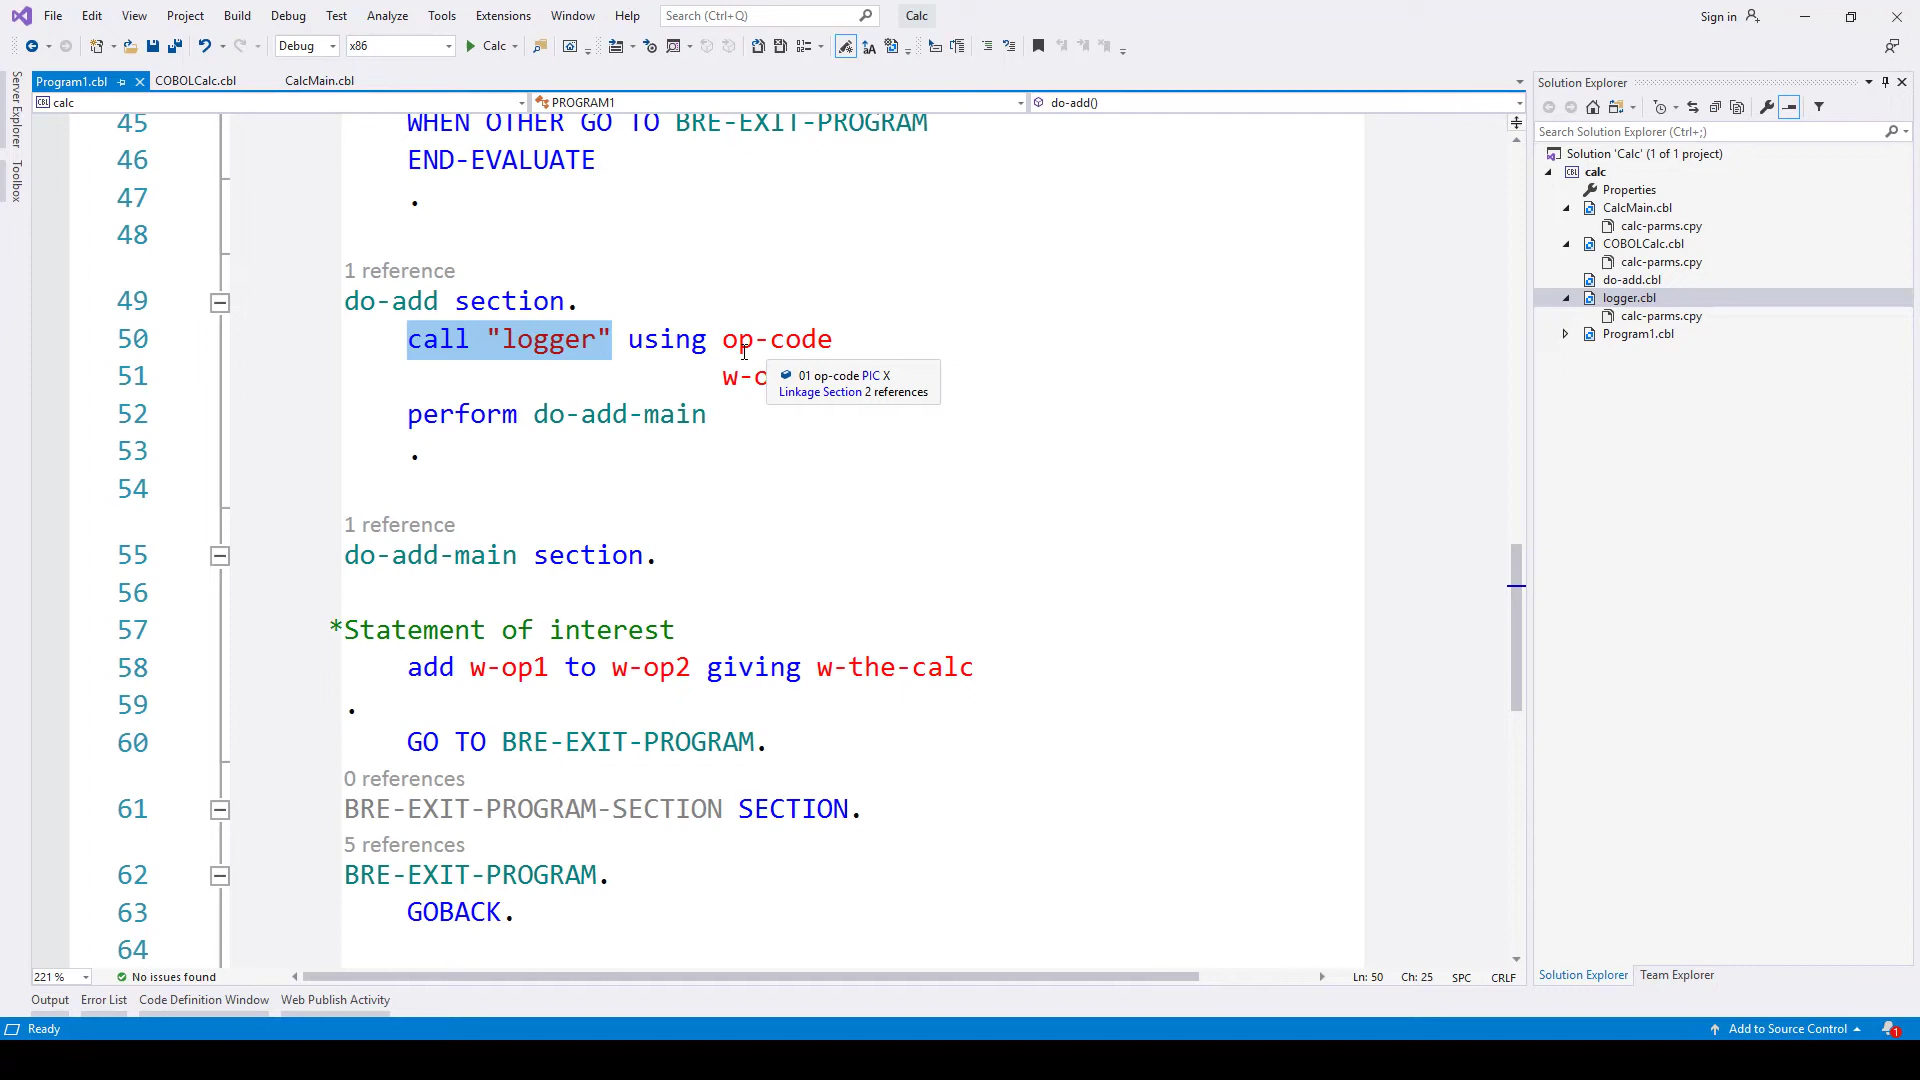 File Edit View Project Build Debug Test Analyze Tools Extensions Window Help Search (Ctrl+Q) Calc Sign in
Debug x86 Calc
Server Explorer
Toolbox
Program1.cbl COBOLCalc.cbl CalcMain.cbl
calc PROGRAM1 do-add()
45 WHEN OTHER GO TO BRE-EXIT-PROGRAM
46 END-EVALUATE
47 .
48
1 reference
49 do-add section.
50 call "logger" using op-code
51 w-o
01 op-code PIC X
Linkage Section 2 references
52 perform do-add-main
53 .
54
1 reference
55 do-add-main section.
56
57 *Statement of interest
58 add w-op1 to w-op2 giving w-the-calc
59 .
60 GO TO BRE-EXIT-PROGRAM.
0 references
61 BRE-EXIT-PROGRAM-SECTION SECTION.
5 references
62 BRE-EXIT-PROGRAM.
63 GOBACK.
64
221 % No issues found Ln: 50 Ch: 25 SPC CRLF
Output Error List Code Definition Window Web Publish Activity
Ready Add to Source Control 1
Solution Explorer
Search Solution Explorer (Ctrl+;)
Solution 'Calc' (1 of 1 project)
CBL calc
Properties
CalcMain.cbl
calc-parms.cpy
COBOLCalc.cbl
calc-parms.cpy
do-add.cbl
logger.cbl
calc-parms.cpy
Program1.cbl
Solution Explorer Team Explorer